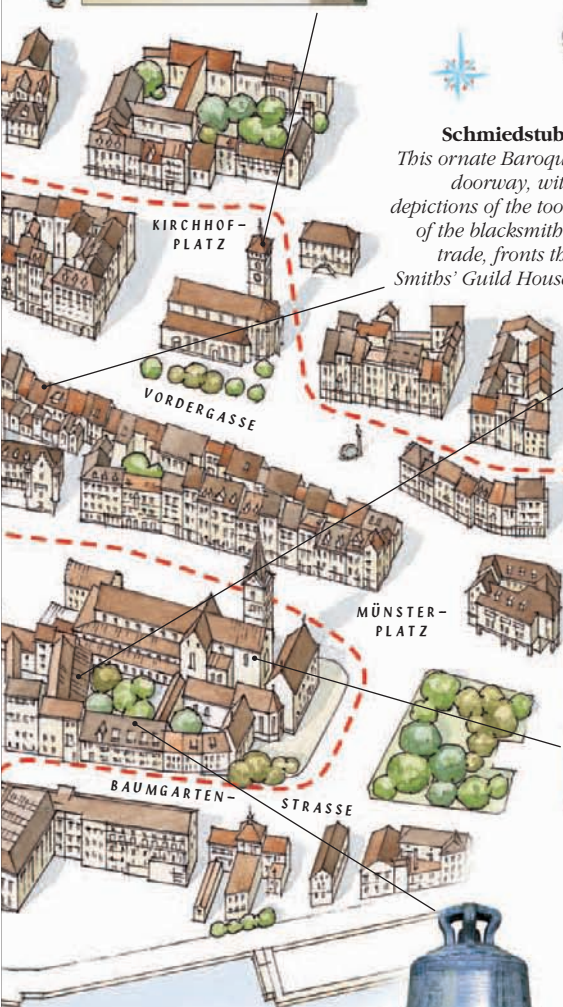 Schmiedstub
This ornate Baroqu
doorway, wit
depictions of the too
of the blacksmith
trade, fronts th
Smiths' Guild House
KIRCHHOF–
PLATZ
VORDERGASSE
MÜNSTER–
PLATZ
BAUMGARTEN–
STRASSE